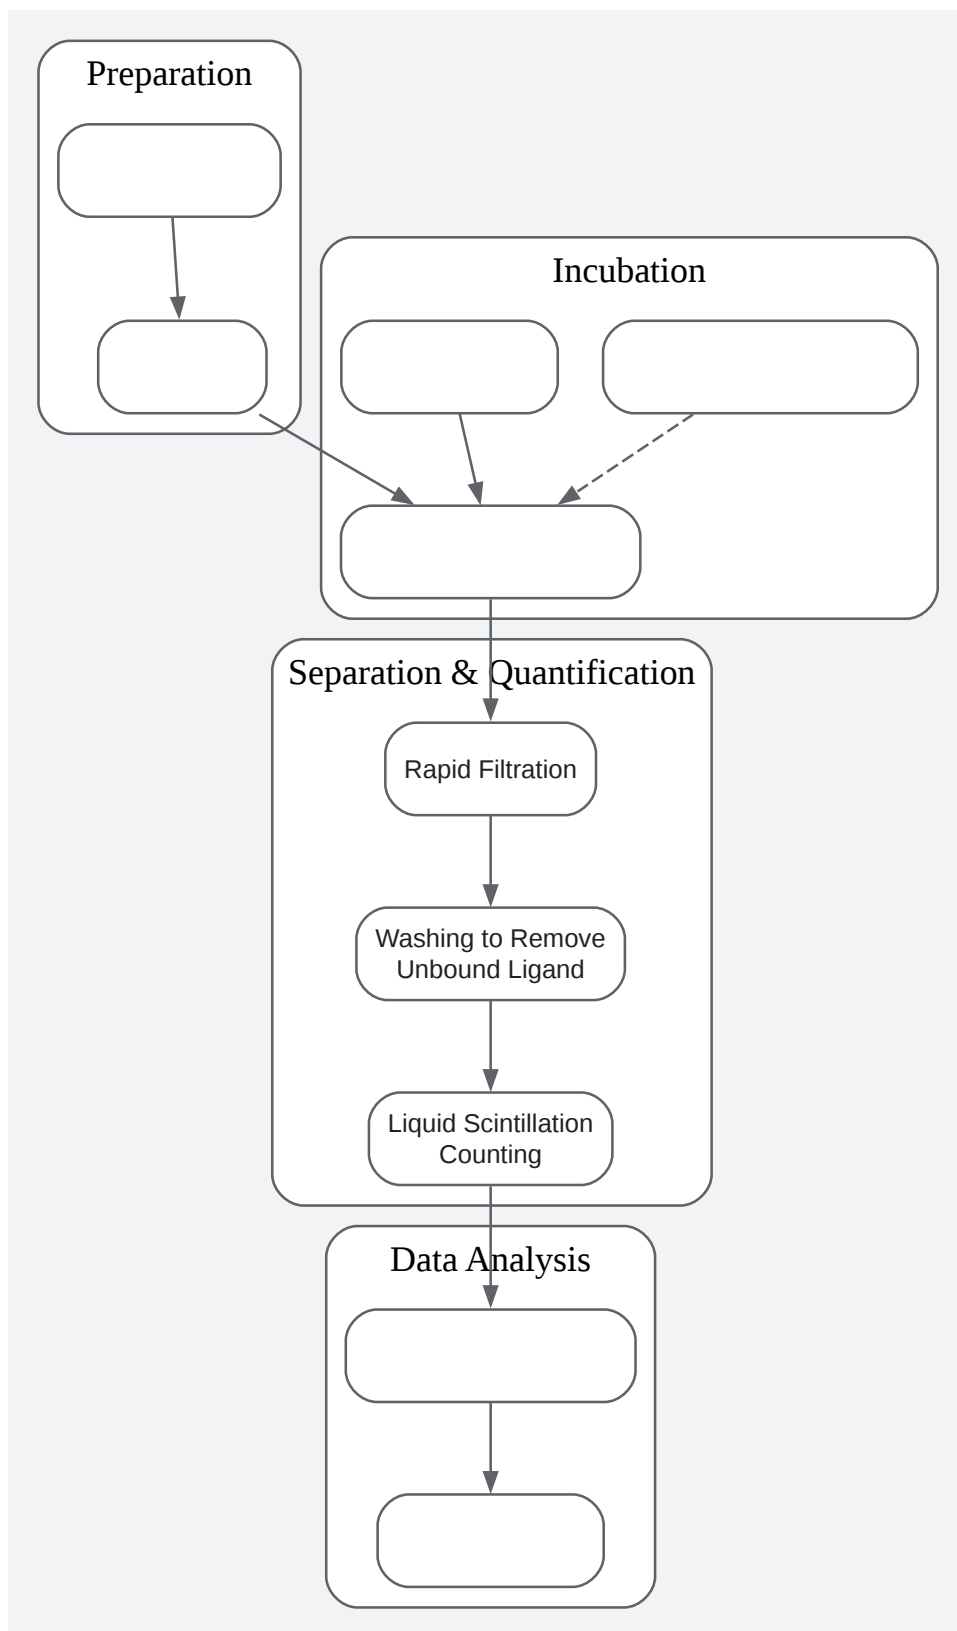 Preparation
Incubation
Separation & Quantification
Rapid Filtration
Washing to Remove
Unbound Ligand
Liquid Scintillation
Counting
Data Analysis